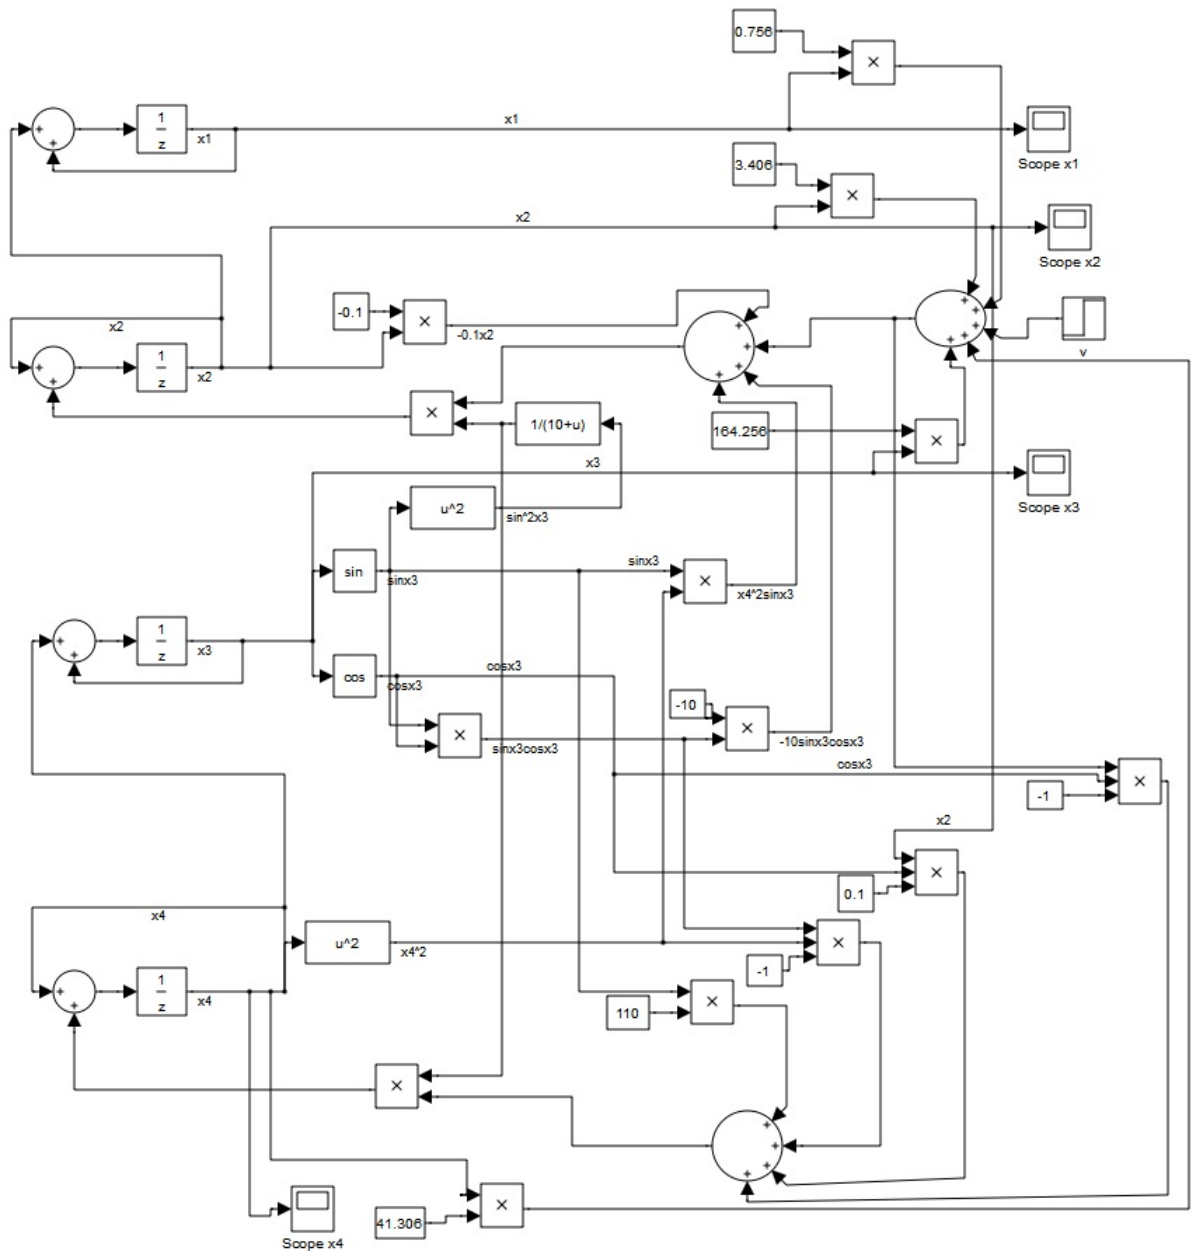 0.756
×
1
z
x1
x1
Scope x1
3.406
×
x2
Scope x2
-0.1
×
-0.1x2
v
x2
1
z
x2
×
1/(10+u)
164.256
×
x3
Scope x3
u^2
sin^2x3
sin
sinx3
sinx3
×
x4^2sinx3
1
z
x3
cos
cosx3
cosx3
×
sinx3cosx3
-10
×
-10sinx3cosx3
cosx3
×
-1
x2
×
0.1
x4
u^2
x4^2
×
-1
1
z
x4
×
110
×
×
41.306
Scope x4